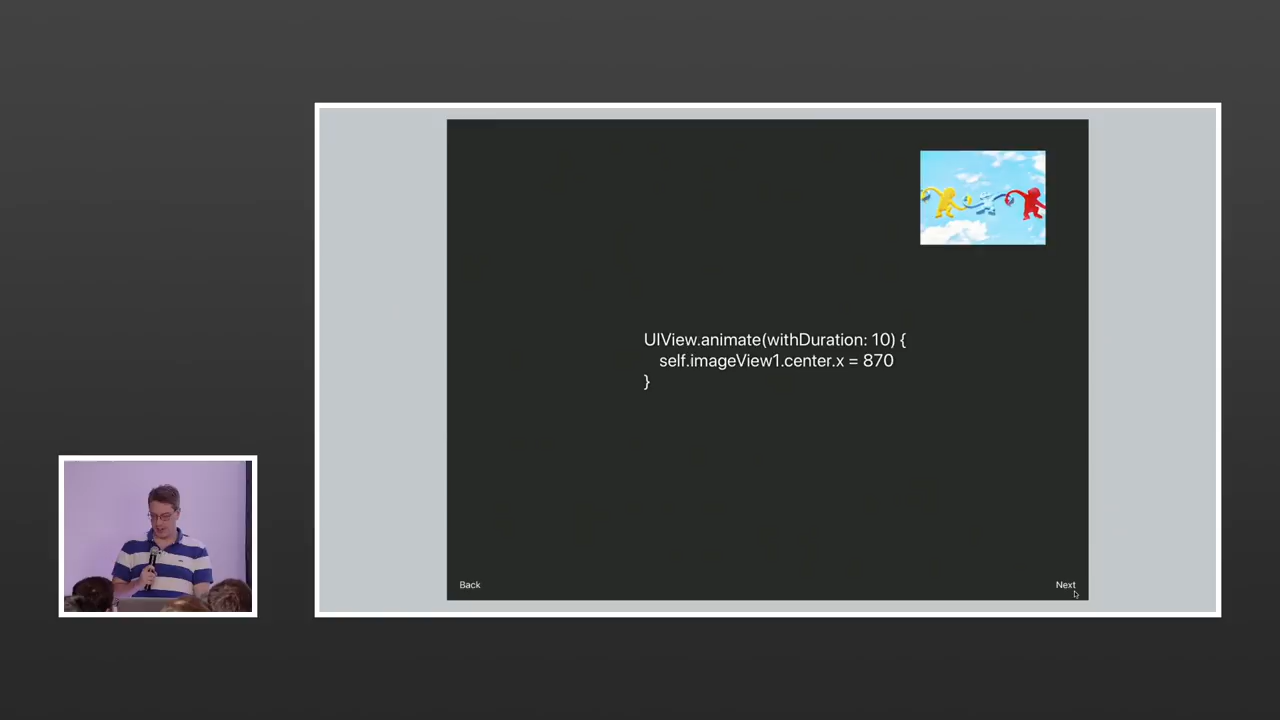 UIView.animate(withDuration: 10) {
self.imageView1.center.x = 870
}
Back
Next